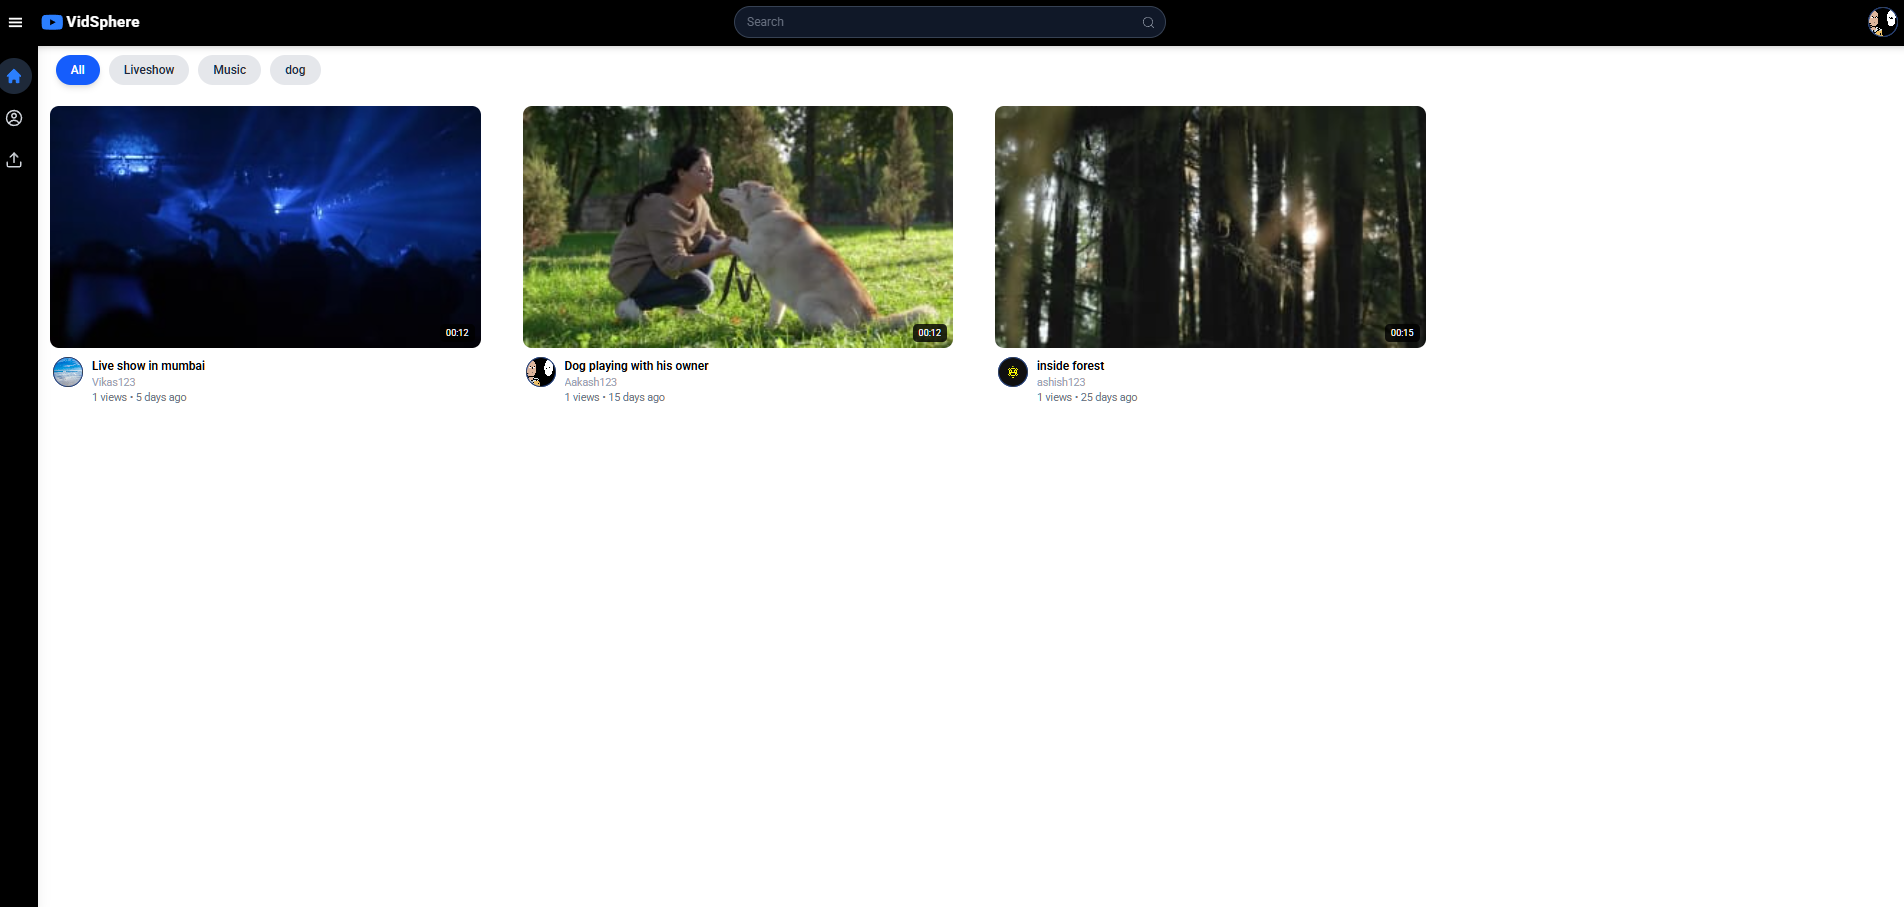 VidSphere
Search
All
Liveshow
Music
dog
00:12
00:12
00:15
Live show in mumbai
Vikas123
1 views • 5 days ago
Dog playing with his owner
Aakash123
1 views • 15 days ago
inside forest
ashish123
1 views • 25 days ago